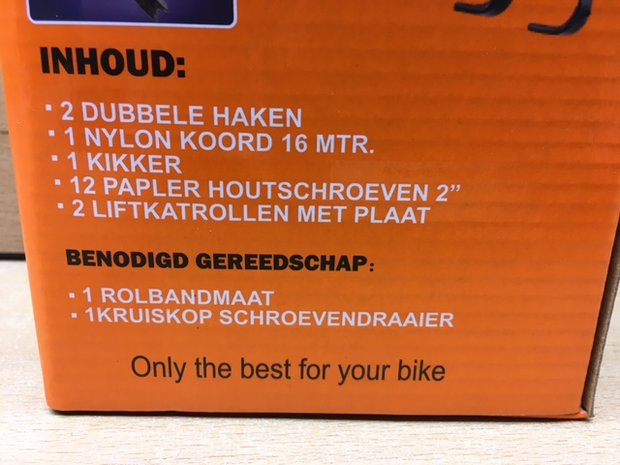 INHOUD:
· 2 DUBBELE HAKEN
· 1 NYLON KOORD 16 MTR.
· 1 KIKKER
· 12 PAPLER HOUTSCHROEVEN 2”
· 2 LIFTKATROLLEN MET PLAAT
BENODIGD GEREEDSCHAP:
· 1 ROLBANDMAAT
· 1KRUISKOP SCHROEVENDRAAIER
Only the best for your bike